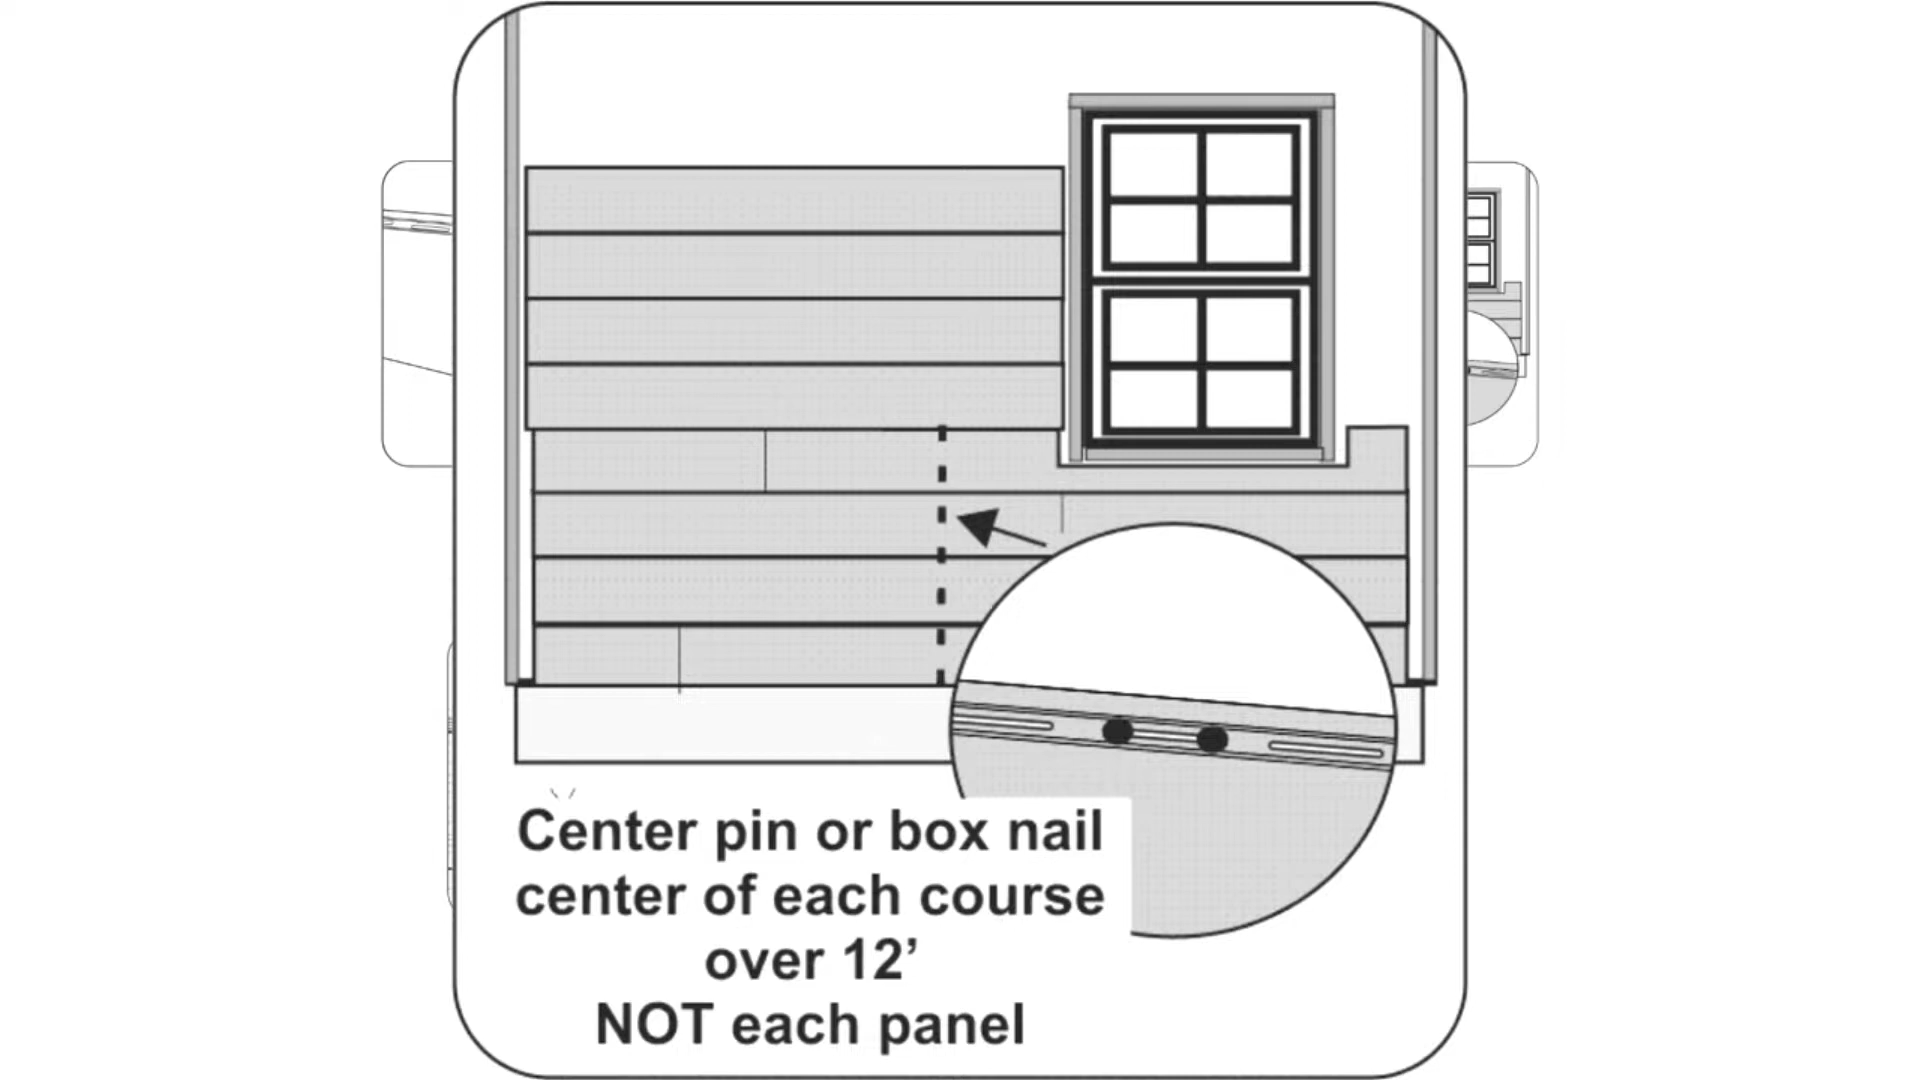 Center pin or box nail
center of each course
over 12’
NOT each panel